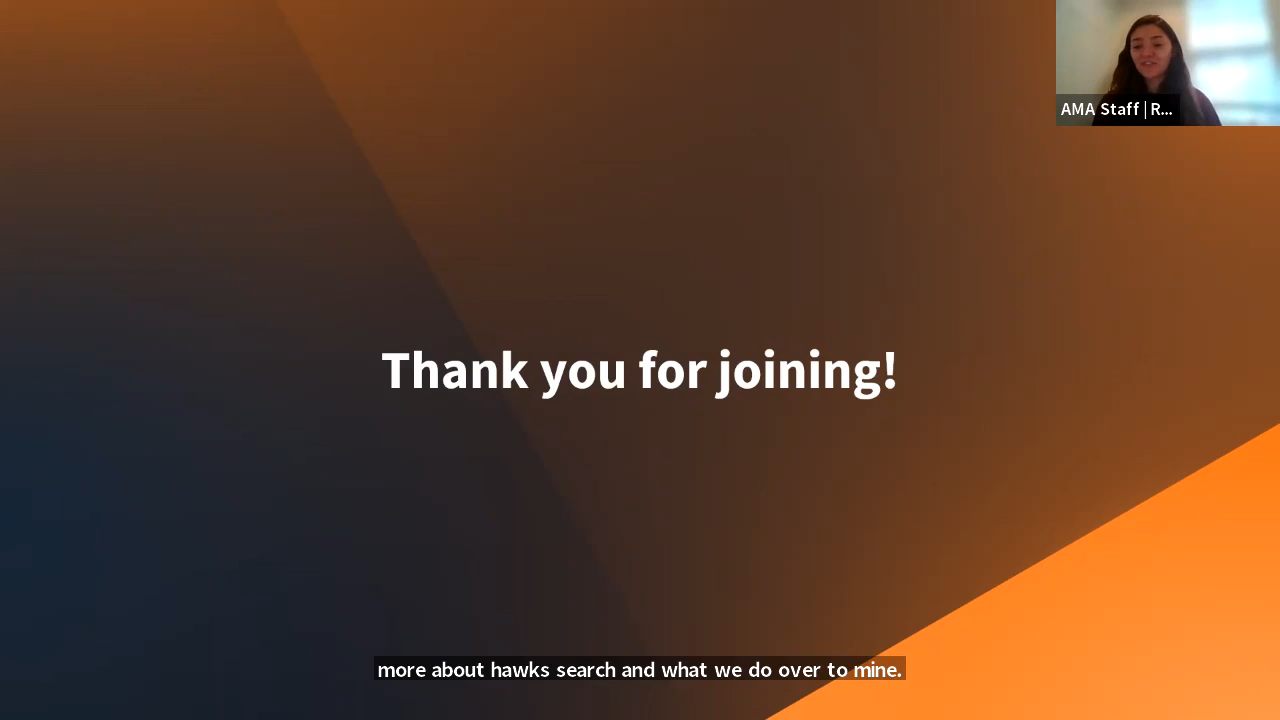 AMA Staff | R...
Thank you for joining!
more about hawks search and what we do over to mine.